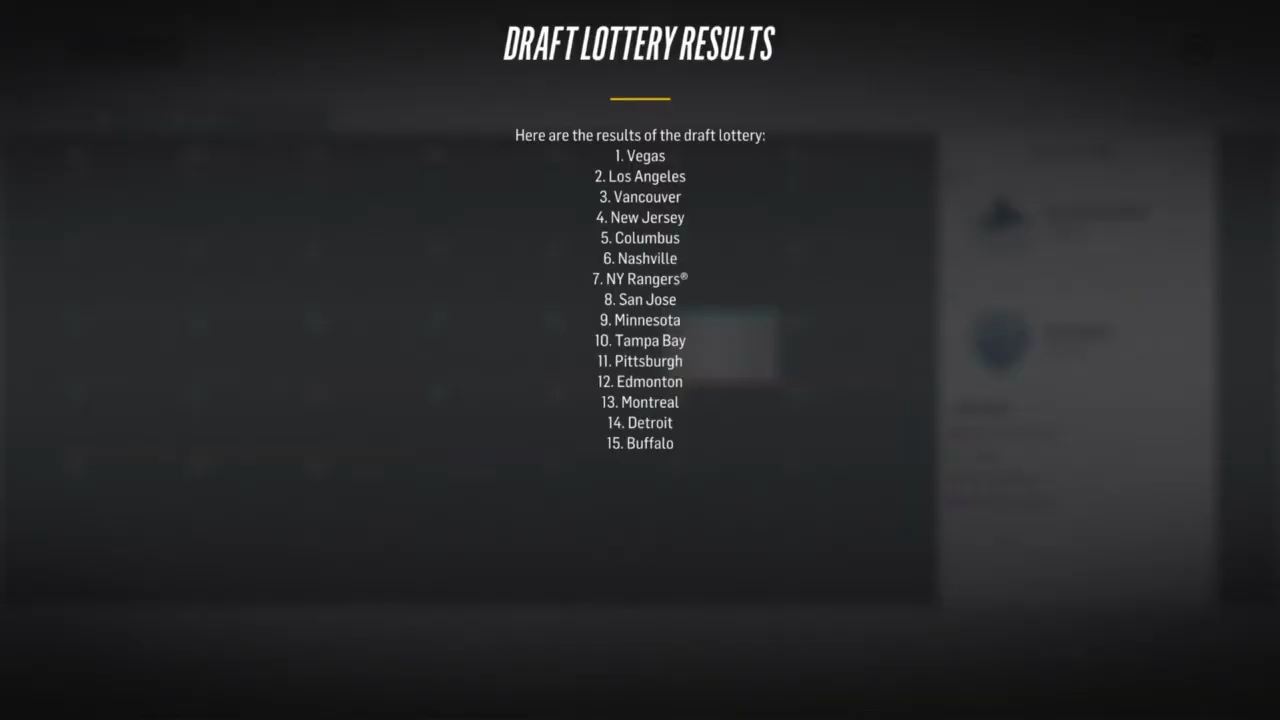 DRAFT LOTTERY RESULTS
Here are the results of the draft lottery:
1. Vegas
2. Los Angeles
3. Vancouver
4. New Jersey
5. Columbus
6. Nashville
7. NY Rangers®
8. San Jose
9. Minnesota
10. Tampa Bay
11. Pittsburgh
12. Edmonton
13. Montreal
14. Detroit
15. Buffalo